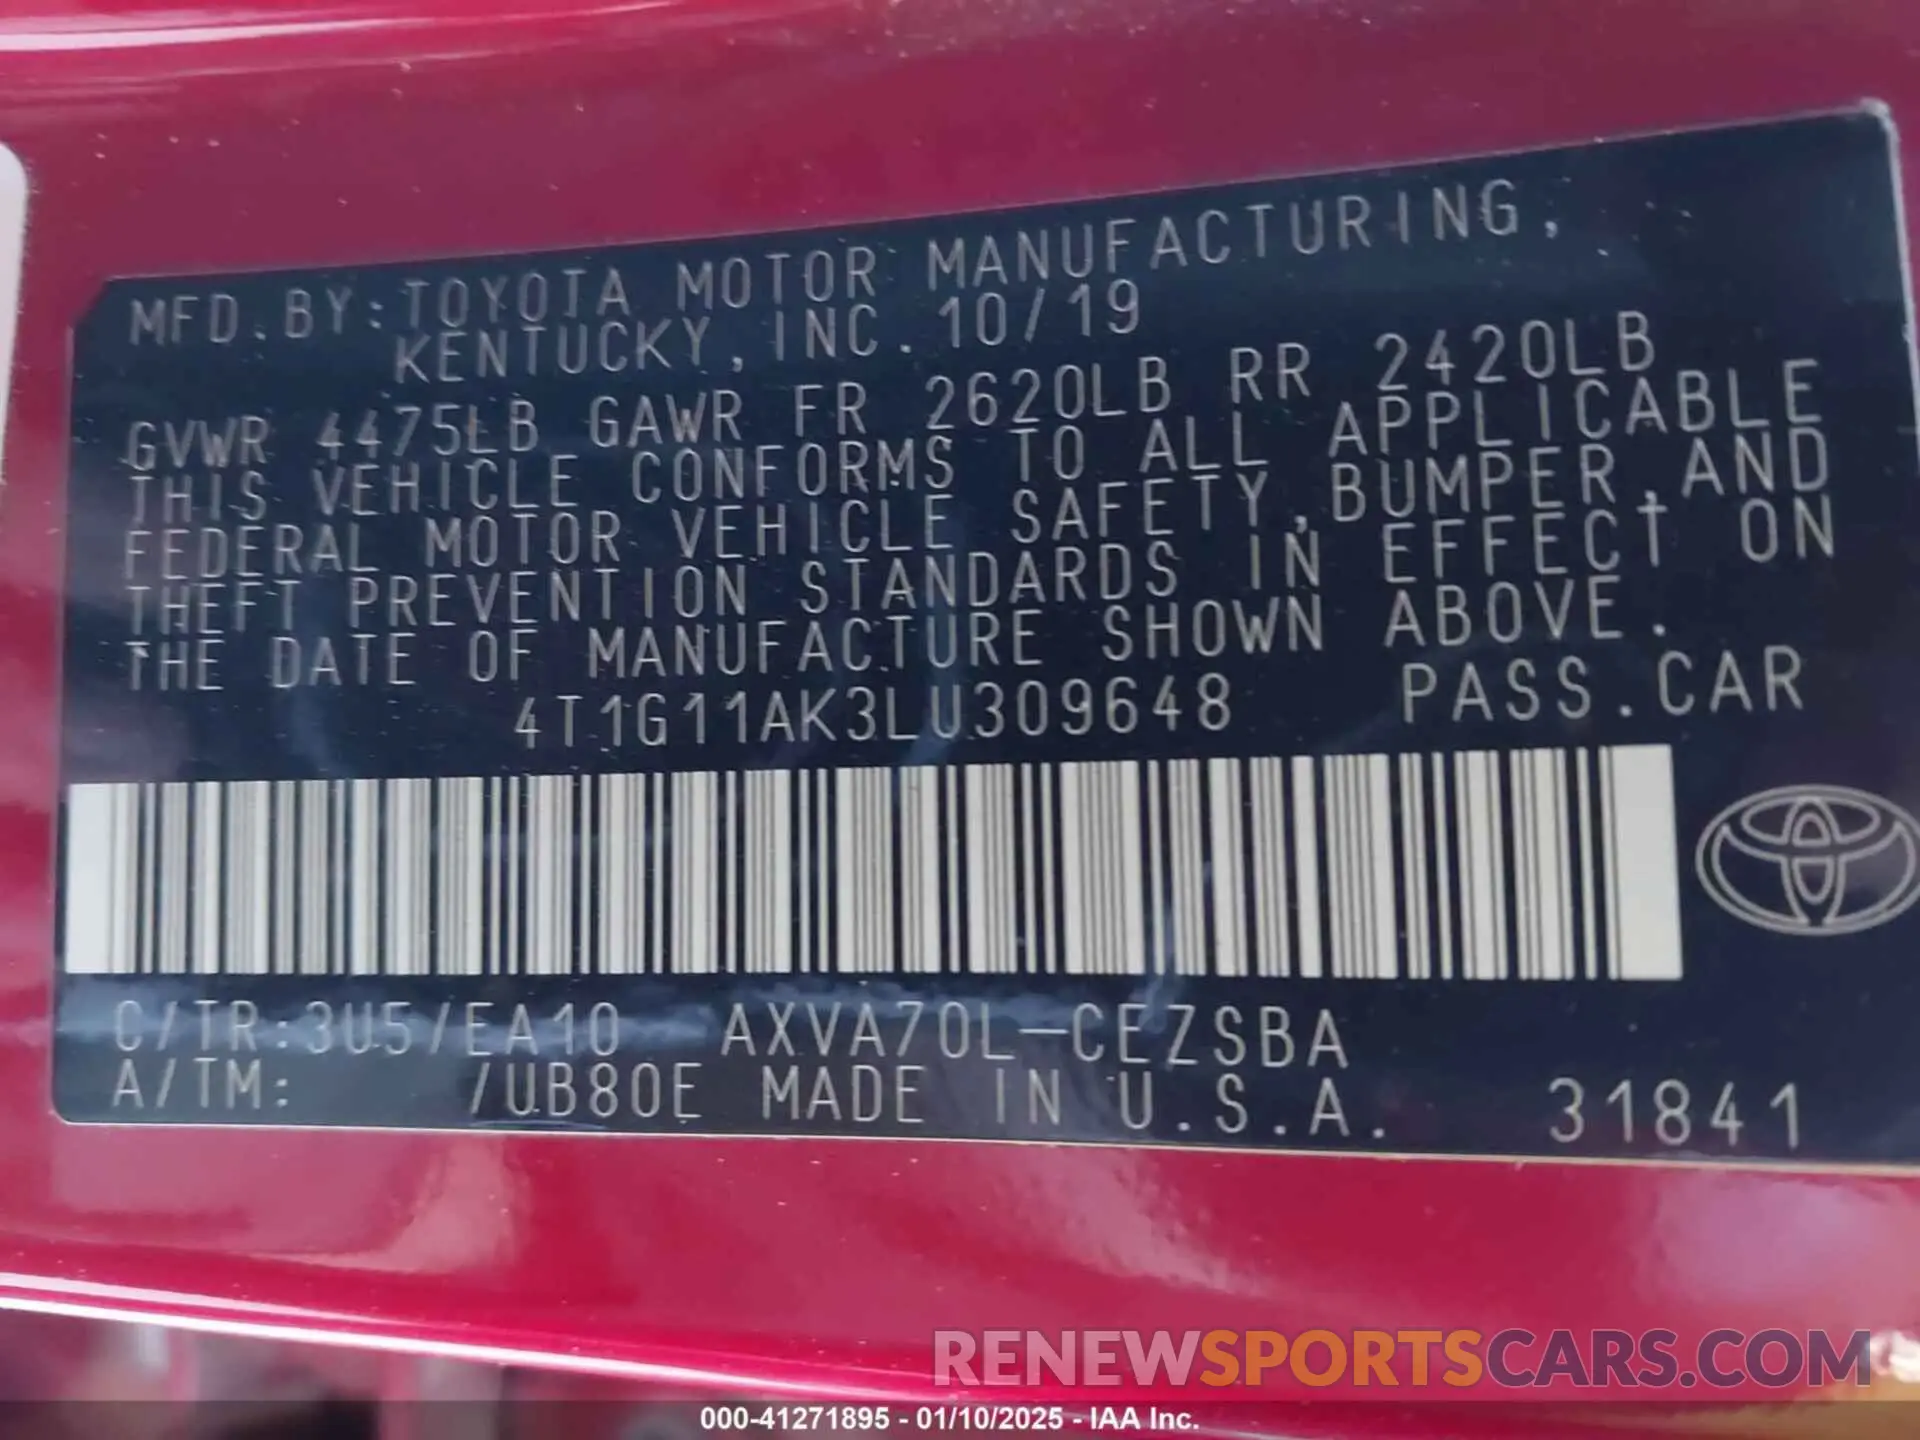 MFD.BY:TOYOTA MOTOR MANUFACTURING,
KENTUCKY, INC. 10/19
GVWR 4475LB GAWR FR 2620LB RR 2420LB
THIS VEHICLE CONFORMS TO ALL APPLICABLE
FEDERAL MOTOR VEHICLE SAFETY,BUMPER,AND
THEFT PREVENTION STANDARDS IN EFFECT ON
THE DATE OF MANUFACTURE SHOWN ABOVE.
4T1G11AK3LU309648 PASS.CAR
C/TR:3U5/EA10 AXVA70L-CEZSBA
A/TM: /UB80E MADE IN U.S.A. 31841
RENEWSPORTSCARS.COM
000-41271895 - 01/10/2025 - IAA Inc.